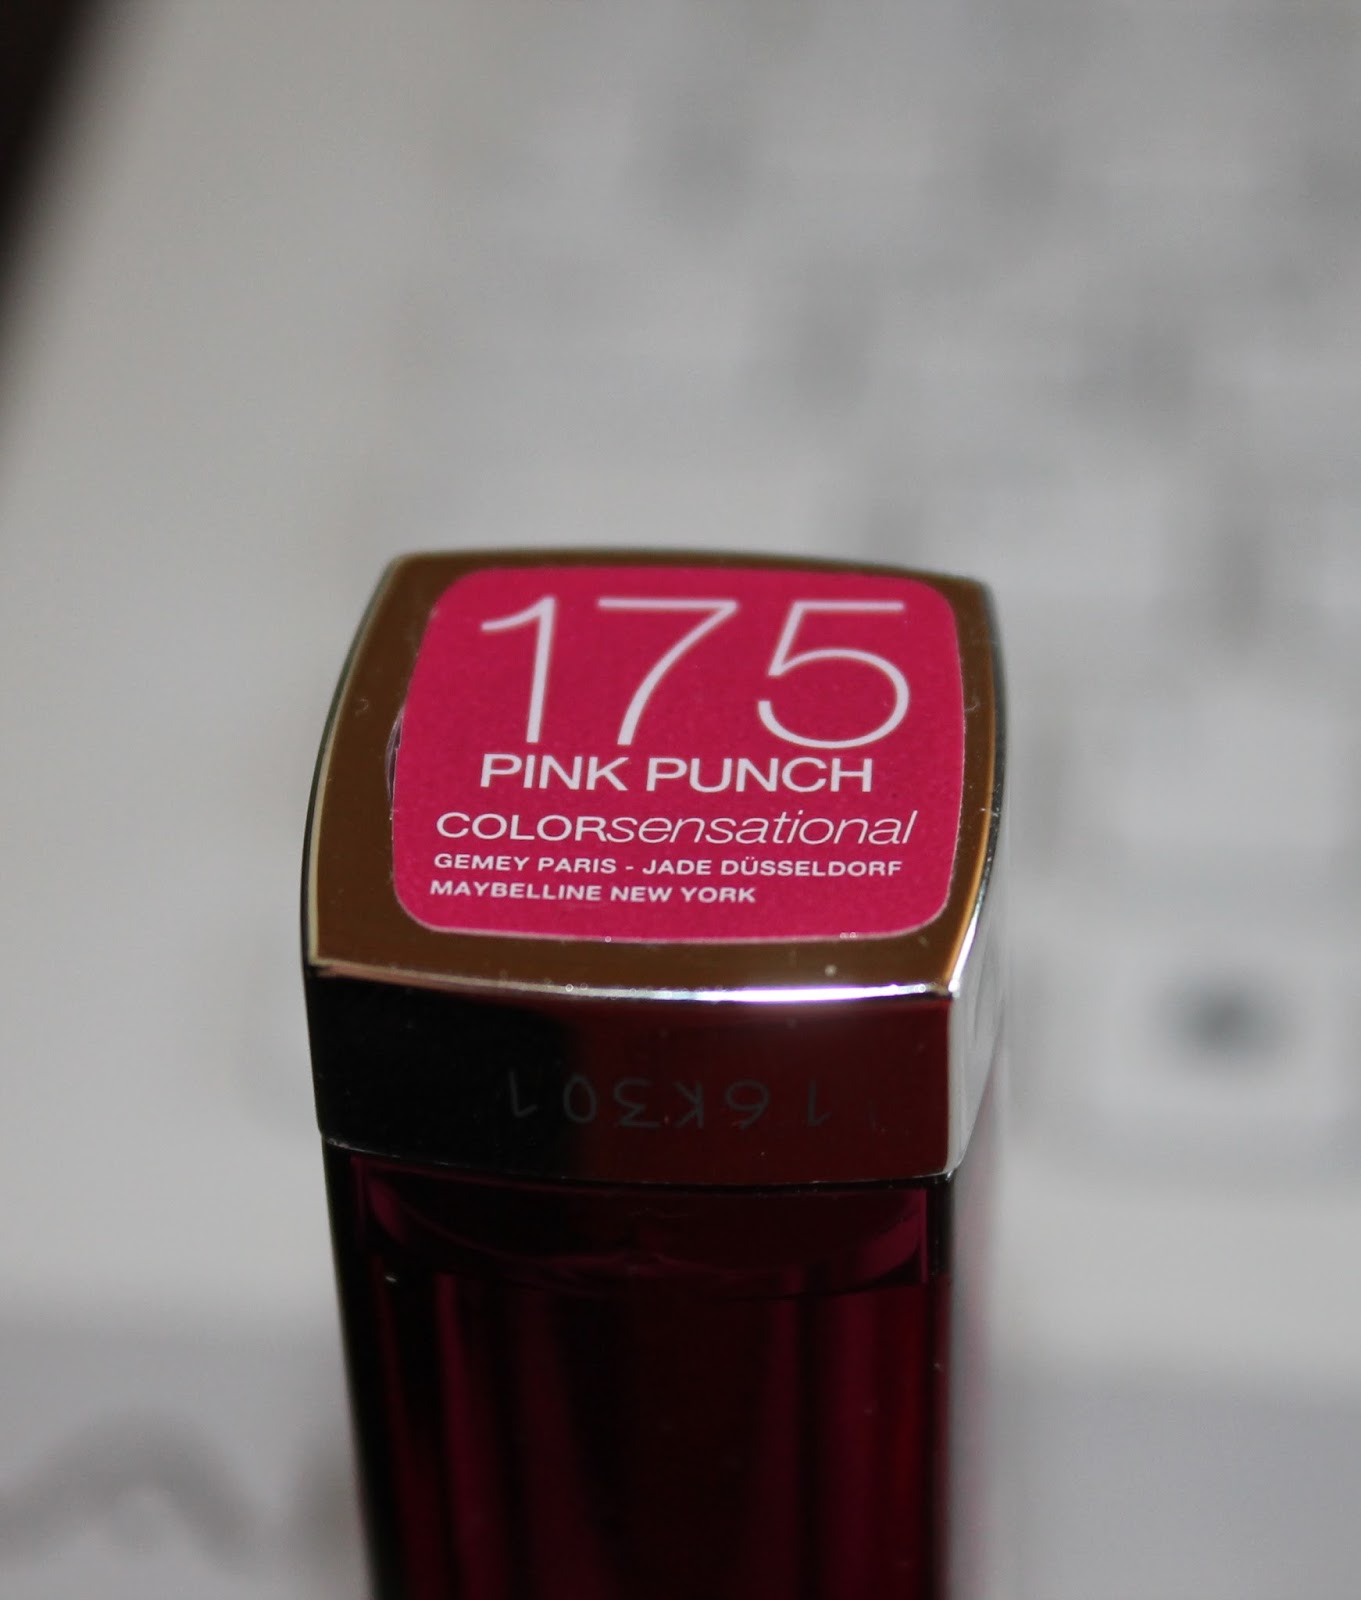 175
PINK PUNCH
COLORsensational
GEMEY PARIS - JADE DÜSSELDORF
MAYBELLINE NEW YORK
16K301